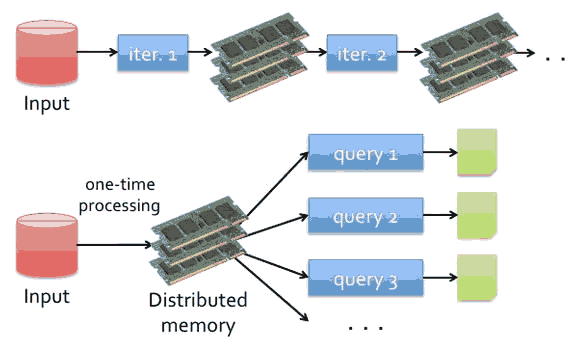 iter. 1
iter. 2
. .
Input
query 1
one-time
processing
query 2
query 3
Input
Distributed
memory
. . .